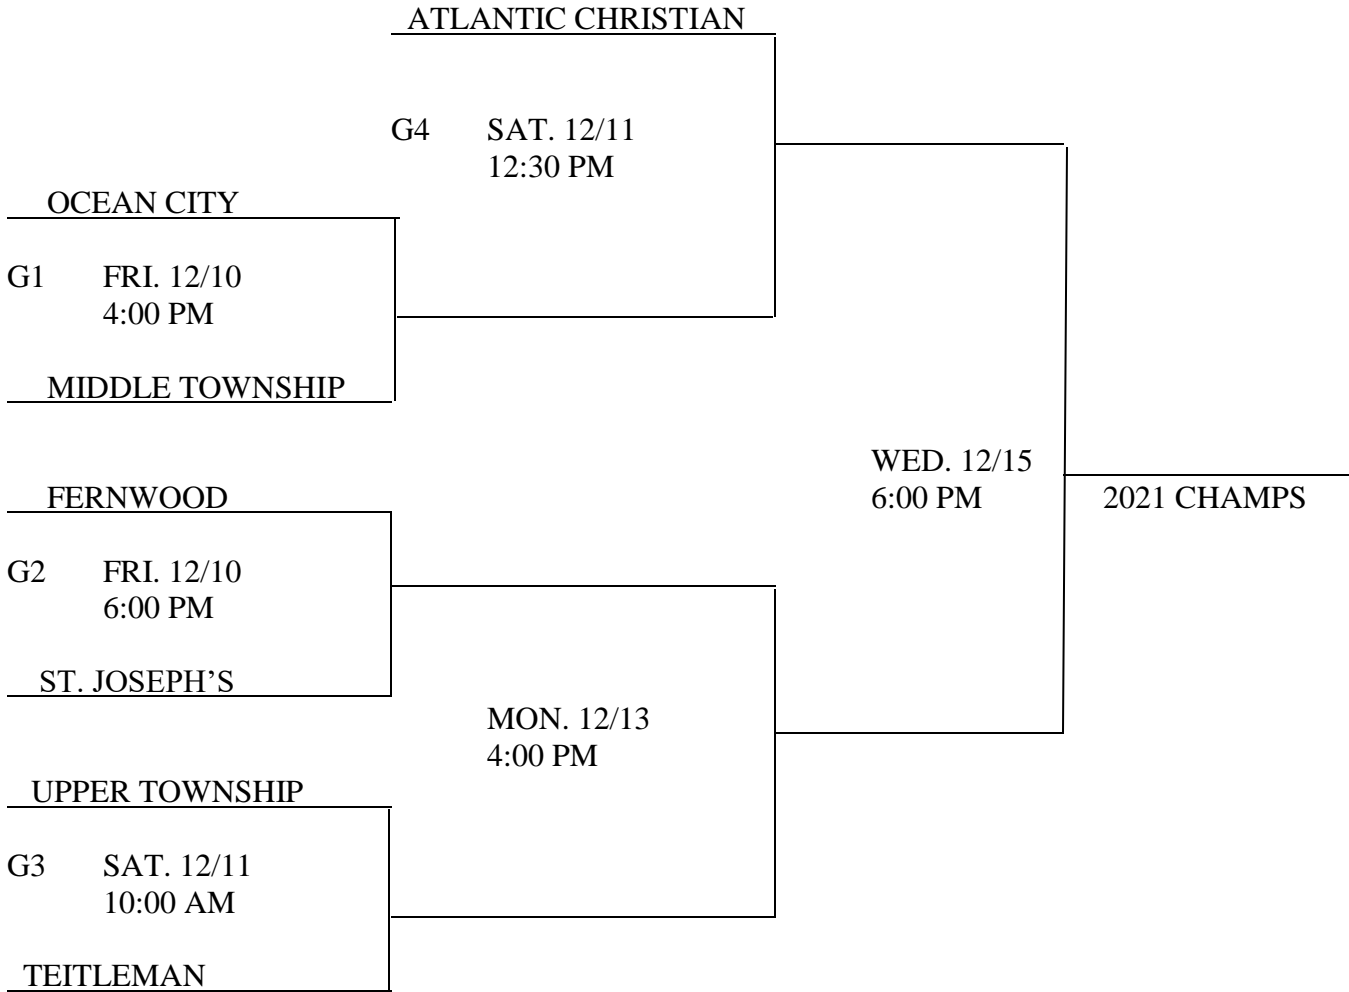 ATLANTIC CHRISTIAN
G4 SAT. 12/11
12:30 PM
OCEAN CITY
G1 FRI. 12/10
4:00 PM
MIDDLE TOWNSHIP
WED. 12/15
6:00 PM
2021 CHAMPS
FERNWOOD
G2 FRI. 12/10
6:00 PM
ST. JOSEPH’S
MON. 12/13
4:00 PM
UPPER TOWNSHIP
G3 SAT. 12/11
10:00 AM
TEITLEMAN